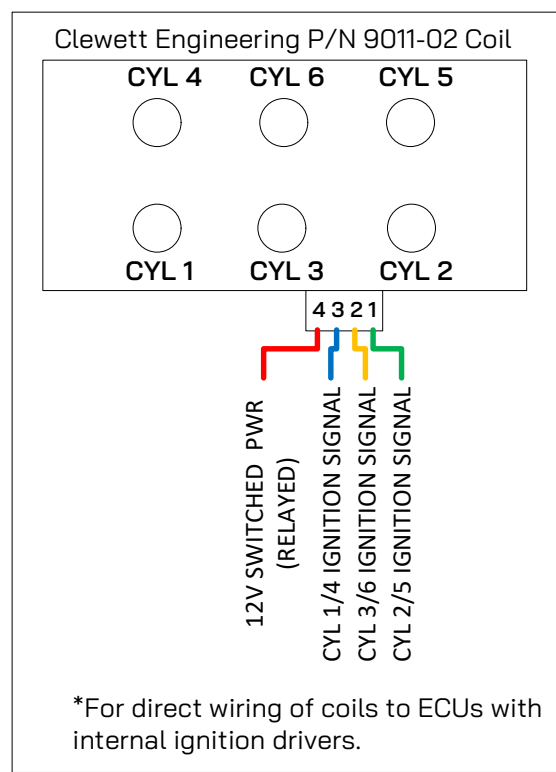 Clewett Engineering P/N 9011-02 Coil
CYL 4 CYL 6 CYL 5
CYL 1 CYL 3 CYL 2
4 3 2 1
12V SWITCHED PWR
(RELAYED)
CYL 1/4 IGNITION SIGNAL
CYL 3/6 IGNITION SIGNAL
CYL 2/5 IGNITION SIGNAL
*For direct wiring of coils to ECUs with
internal ignition drivers.